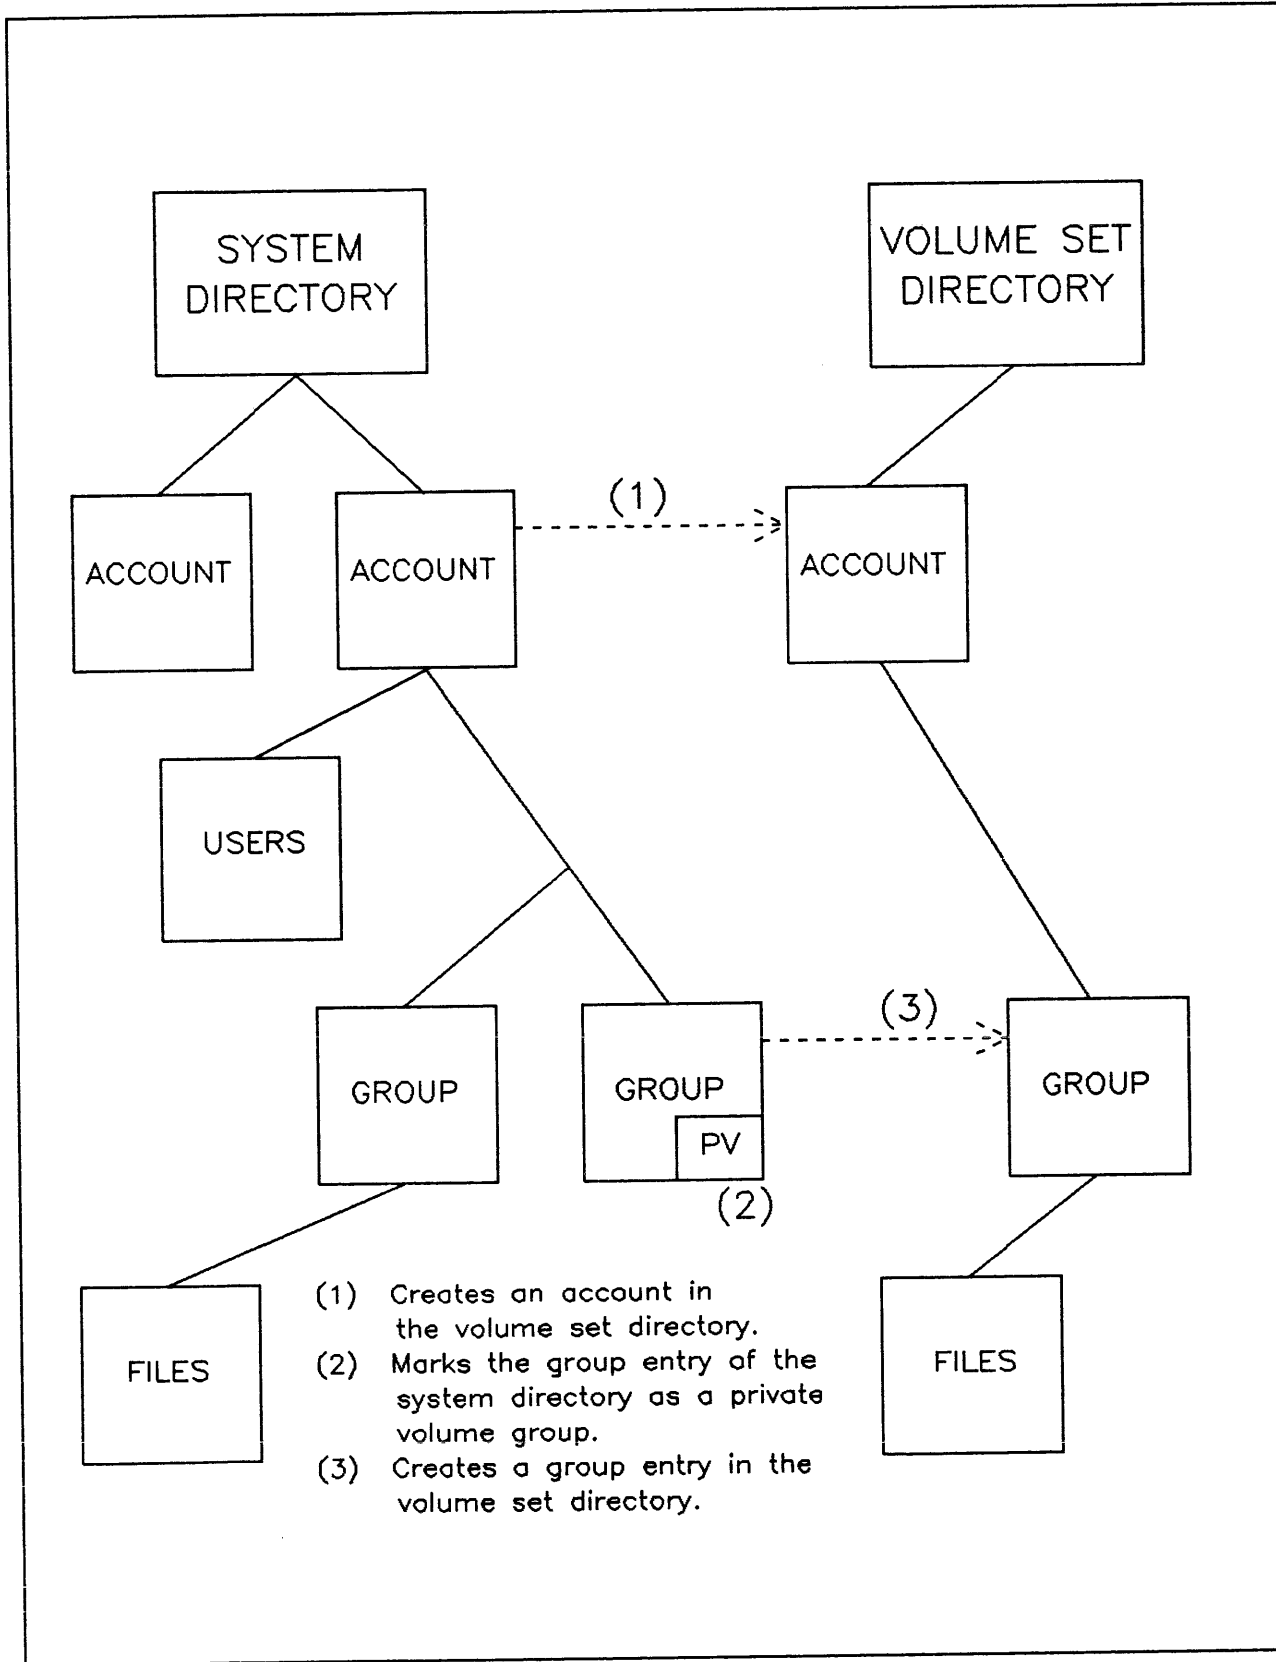 SYSTEM
DIRECTORY
VOLUME SET
DIRECTORY
(1)
ACCOUNT
ACCOUNT
ACCOUNT
USERS
(3)
GROUP
GROUP
PV
GROUP
(2)
FILES
FILES
(1) Creates an account in
the volume set directory.
(2) Marks the group entry of the
system directory as a private
volume group.
(3) Creates a group entry in the
volume set directory.